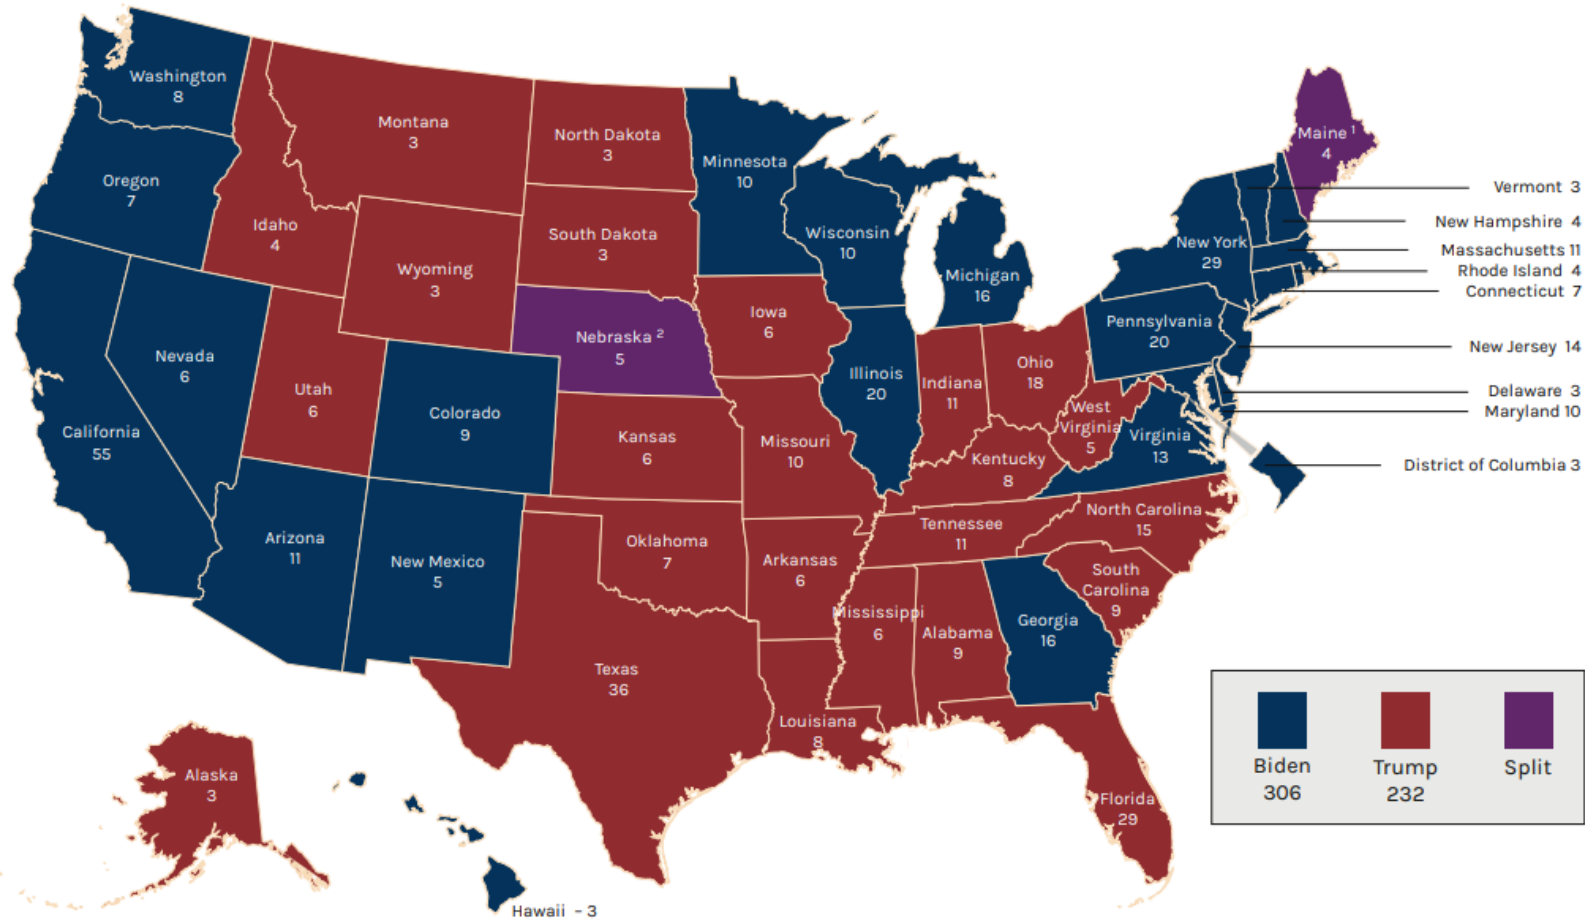 Washington
8
Oregon
7
California
55
Nevada
6
Idaho
4
Montana
3
Wyoming
3
Utah
6
Colorado
9
Arizona
11
New Mexico
5
North Dakota
3
South Dakota
3
Nebraska 2
5
Kansas
6
Oklahoma
7
Texas
36
Minnesota
10
Iowa
6
Missouri
10
Arkansas
6
Louisiana
8
Wisconsin
10
Illinois
20
Michigan
16
Indiana
11
Ohio
18
Kentucky
8
Tennessee
11
Mississippi
6
Alabama
9
Georgia
16
Florida
29
South
Carolina
9
North Carolina
15
Virginia
13
West
Virginia
5
Pennsylvania
20
New York
29
Maine 1
4
Vermont 3
New Hampshire 4
Massachusetts 11
Rhode Island 4
Connecticut 7
New Jersey 14
Delaware 3
Maryland 10
District of Columbia 3
Alaska
3
Hawaii - 3
Biden
306
Trump
232
Split